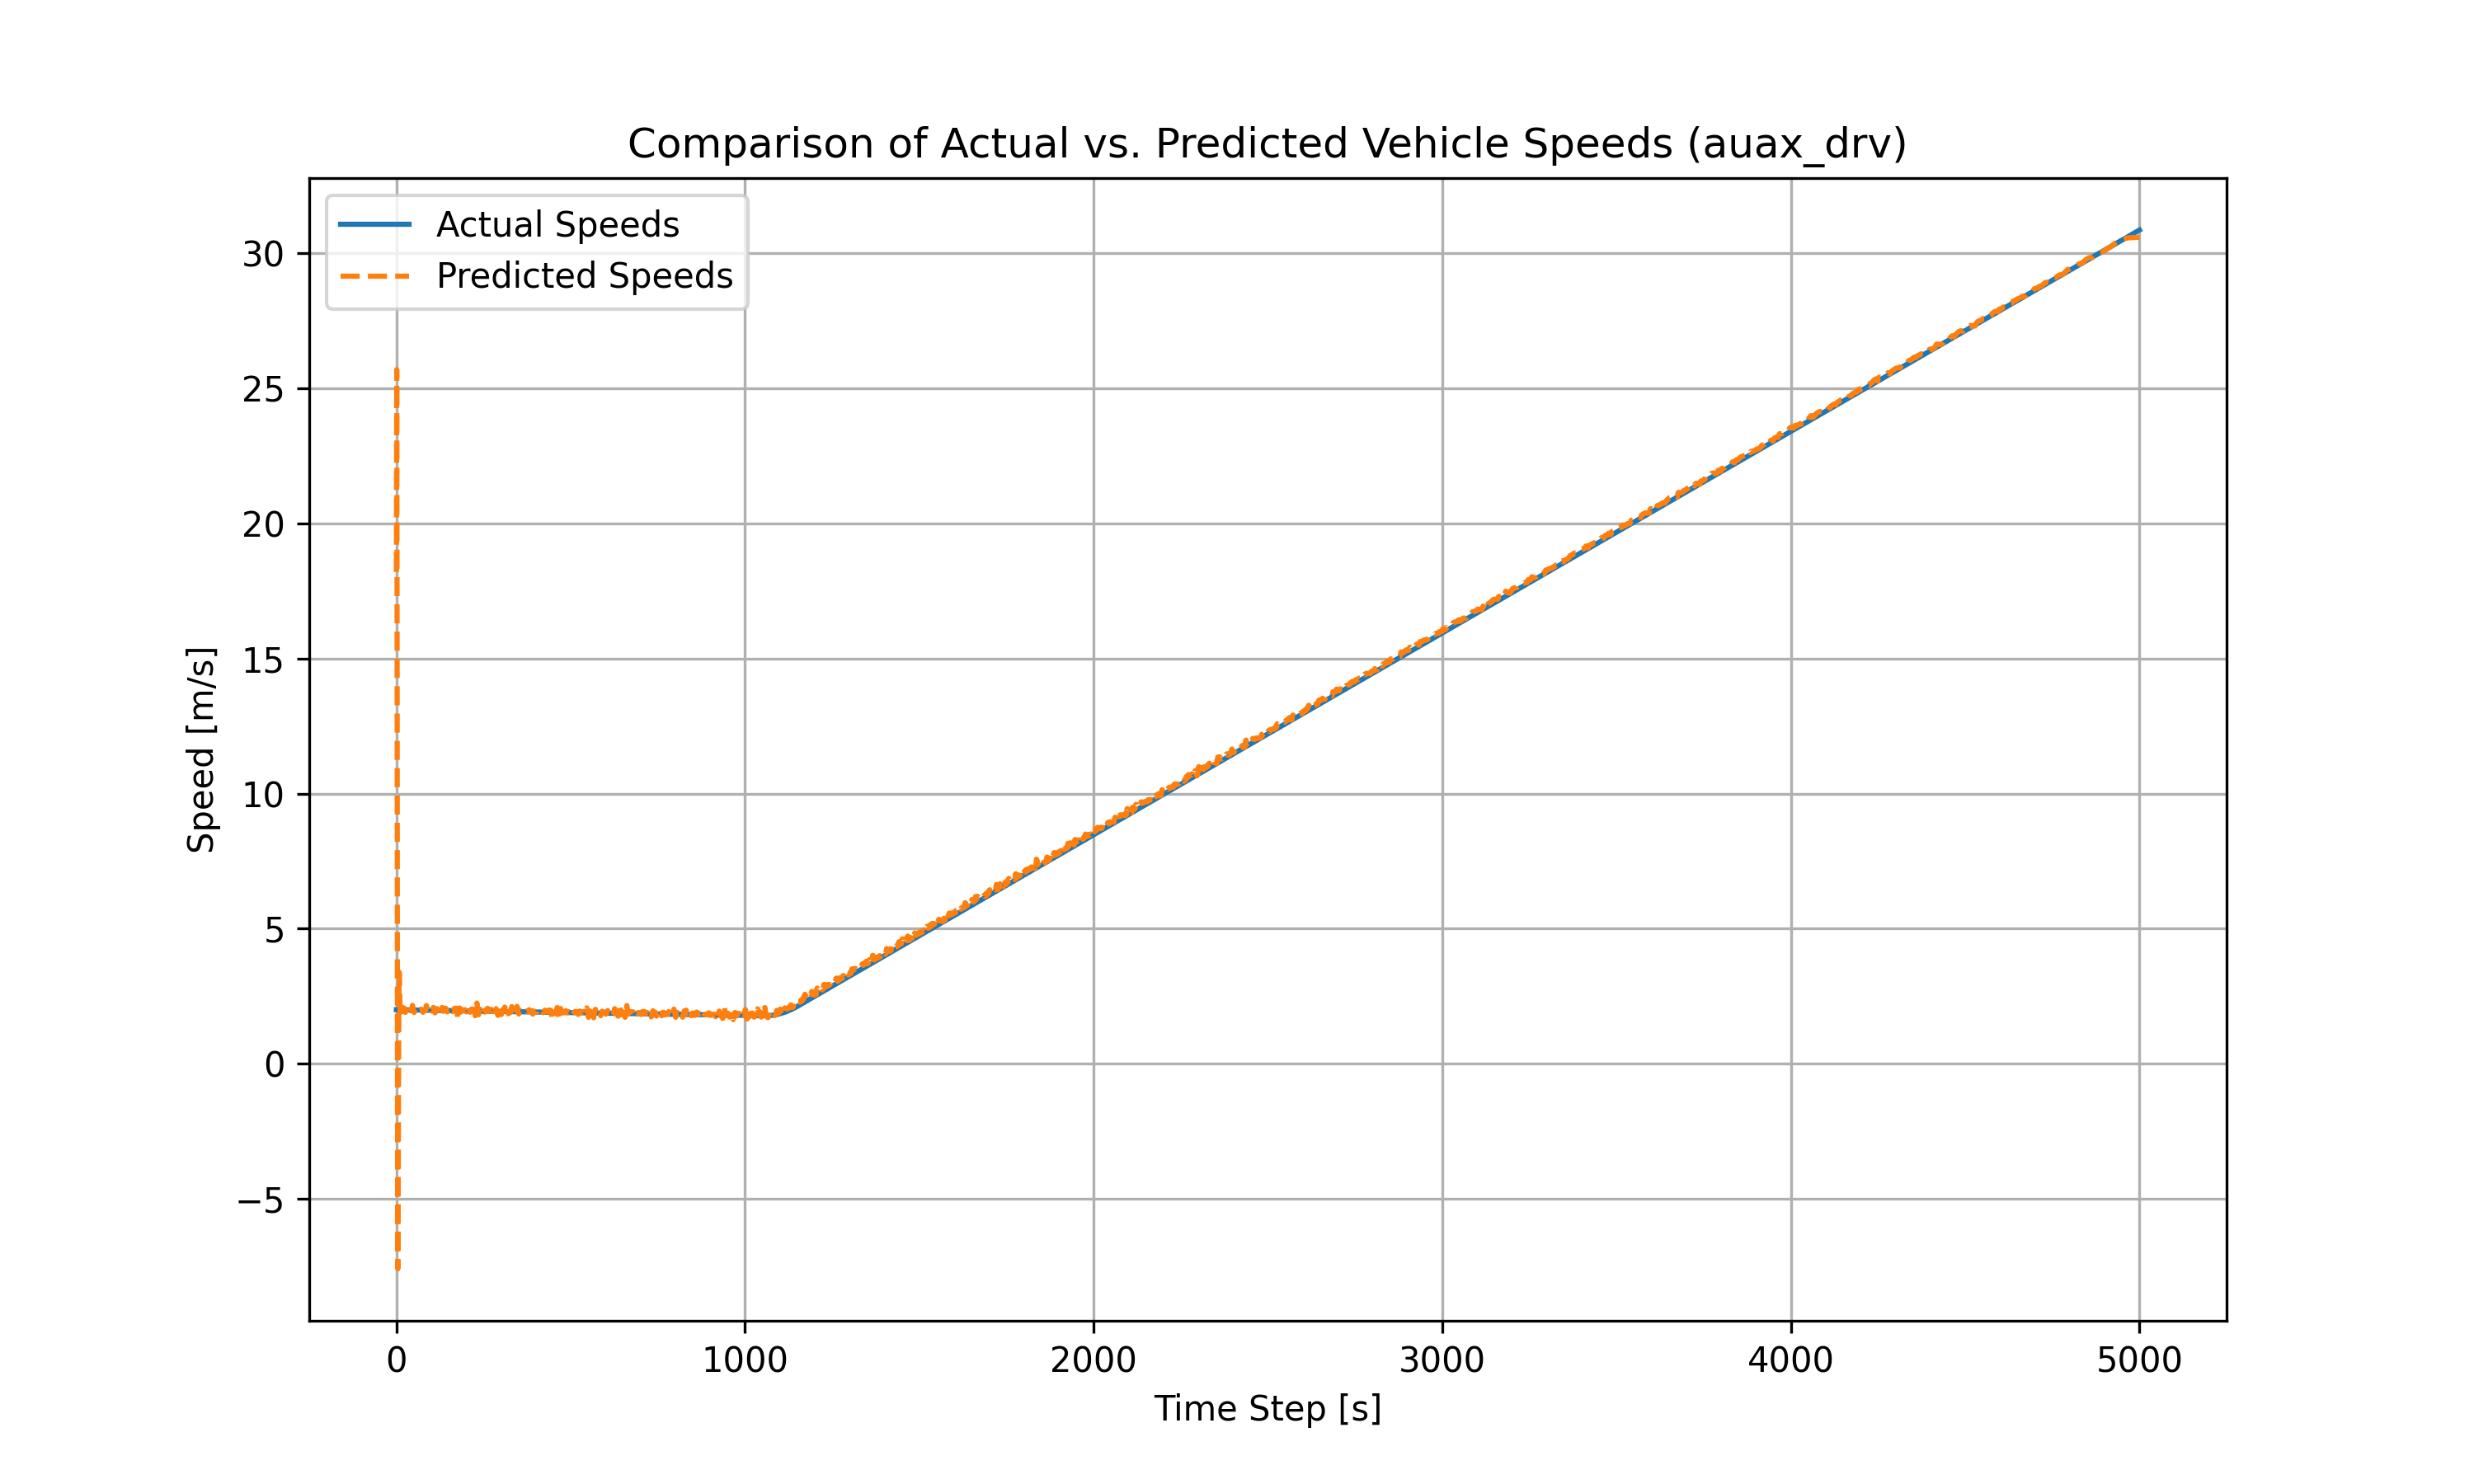 Comparison of Actual vs. Predicted Vehicle Speeds (auax_drv)
Actual Speeds
Predicted Speeds
30
25
20
15
10
5
0
−5
Speed [m/s]
0 1000 2000 3000 4000 5000
Time Step [s]